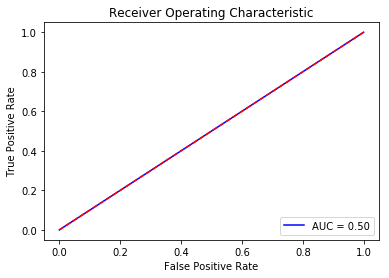 Receiver Operating Characteristic
True Positive Rate
1.0
0.8
0.6
0.4
0.2
0.0
AUC = 0.50
0.0 0.2 0.4 0.6 0.8 1.0
False Positive Rate